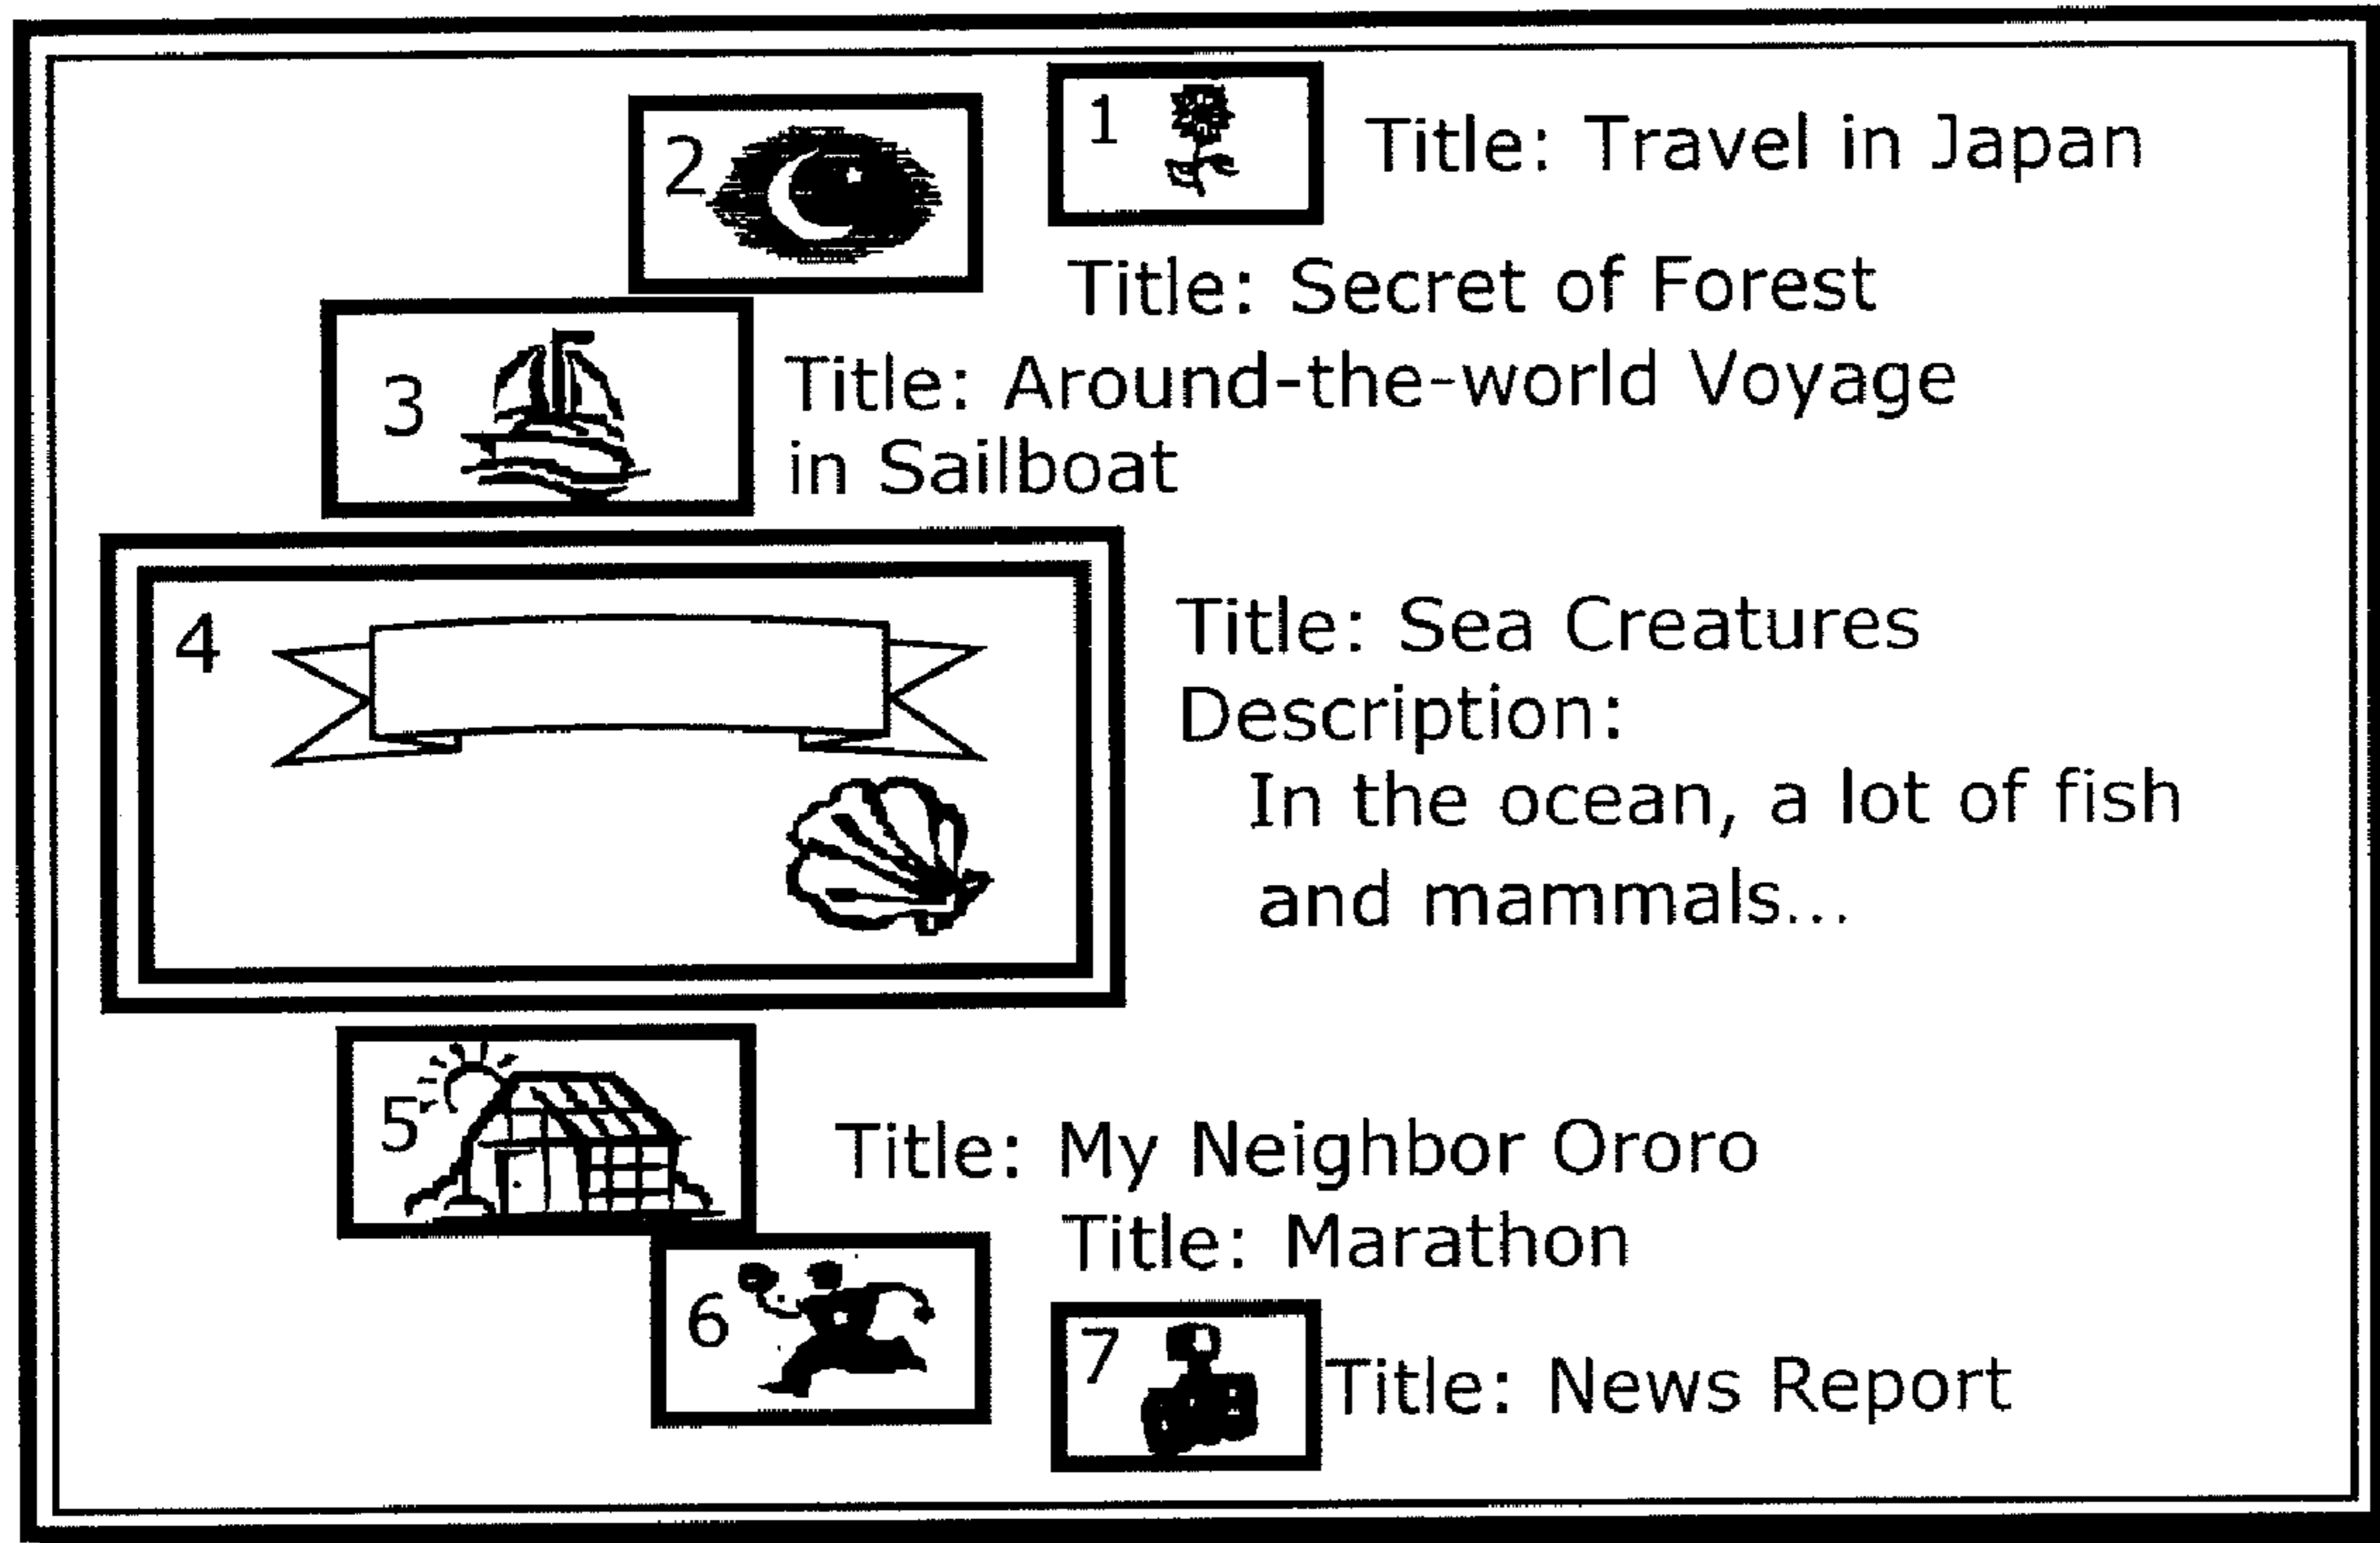 1
Title: Travel in Japan
2
Title: Secret of Forest
3
Title: Around-the-world Voyage
in Sailboat
4
Title: Sea Creatures
Description:
In the ocean, a lot of fish
and mammals...
5
Title: My Neighbor Ororo
Title: Marathon
6
7
Title: News Report